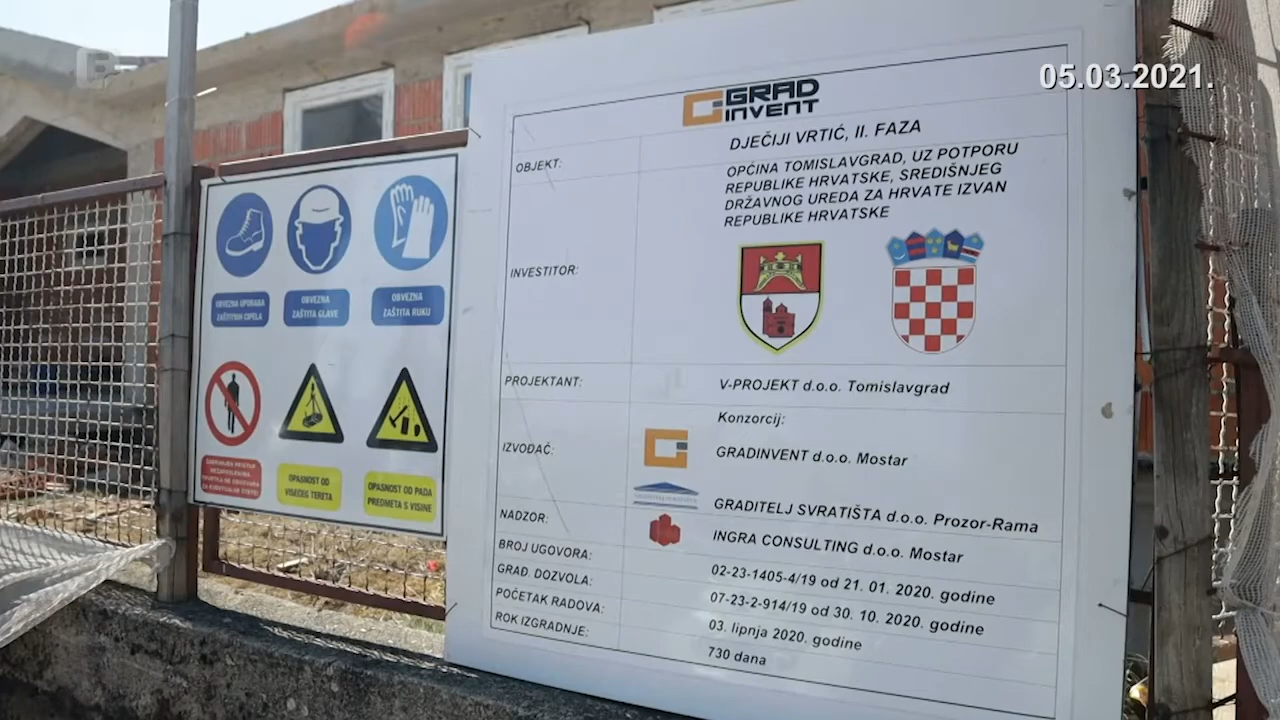 05.03.2021.
GRAD
INVENT
OBJEKT:
DJEČIJI VRTIĆ, II. FAZA
INVESTITOR:
OPĆINA TOMISLAVGRAD, UZ POTPORU
REPUBLIKE HRVATSKE, SREDIŠNJEG
DRŽAVNOG UREDA ZA HRVATE IZVAN
REPUBLIKE HRVATSKE
PROJEKTANT:
V-PROJEKT d.o.o. Tomislavgrad
IZVOĐAČ:
Konzorcij:
GRADINVENT d.o.o. Mostar
GRADITELJ SVRATIŠTA d.o.o. Prozor-Rama
NADZOR:
INGRA CONSULTING d.o.o. Mostar
BROJ UGOVORA:
02-23-1405-4/19 od 21. 01. 2020. godine
GRAĐ. DOZVOLA:
07-23-2-914/19 od 30. 10. 2020. godine
POČETAK RADOVA:
03. lipnja 2020. godine
ROK IZGRADNJE:
730 dana
OBVEZNA UPORABA
ZAŠTITNIH CIPELA
OBVEZNA
ZAŠTITA GLAVE
OBVEZNA
ZAŠTITA RUKU
OPASNOST OD
VISEĆEG TERETA
OPASNOST OD PADA
PREDMETA S VISINE